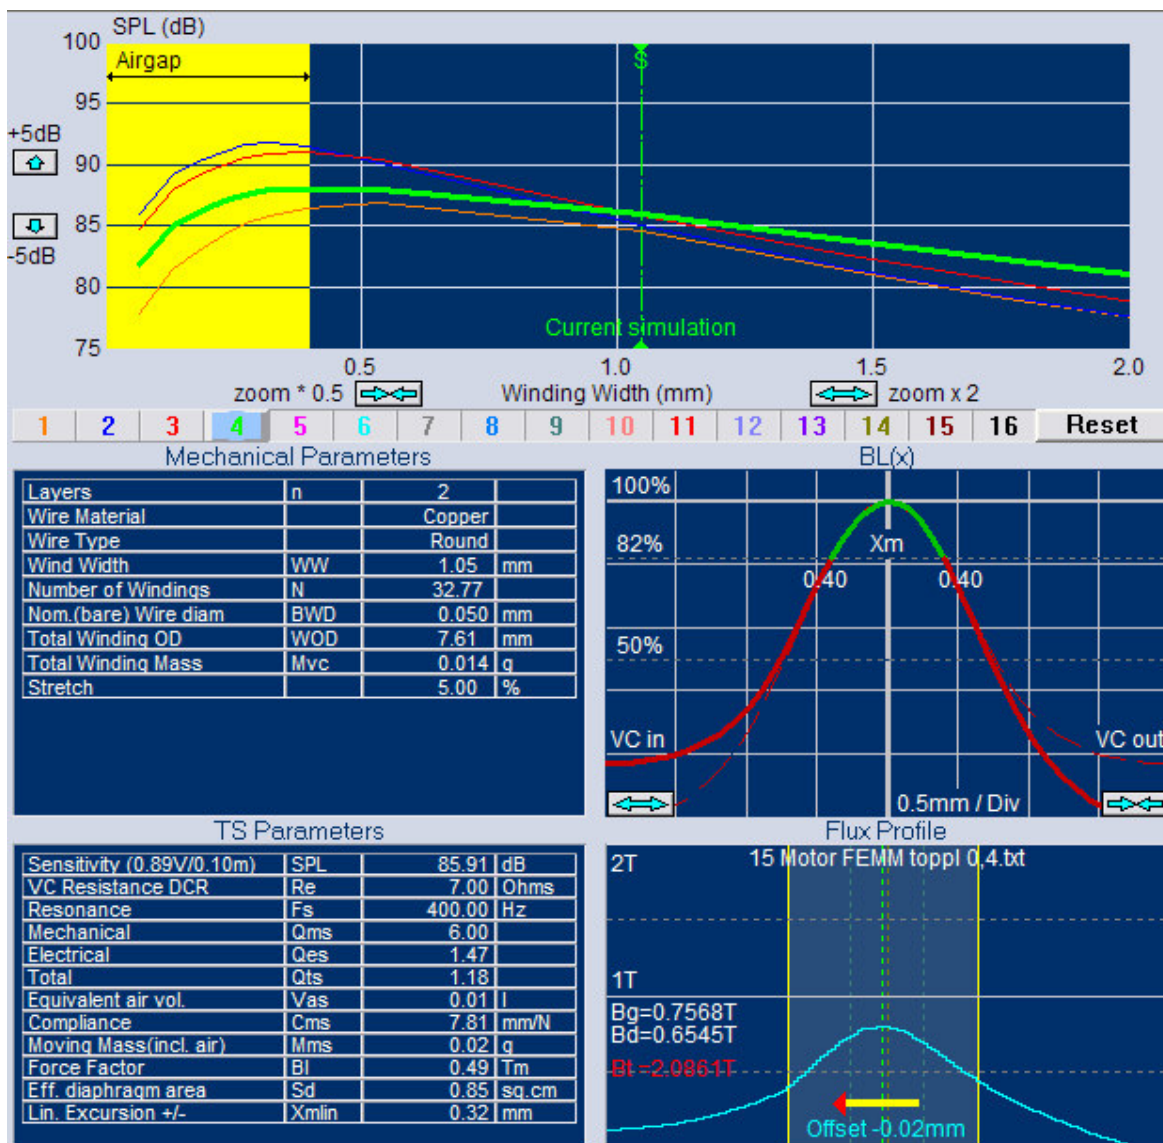 SPL (dB)
100
Airgap
S
95
+5dB
90
85
-5dB
80
Current simulation
75
0.5
1.0
1.5
2.0
zoom * 0.5
Winding Width (mm)
zoom x 2
1 2 3 4 5 6 7 8 9 10 11 12 13 14 15 16 Reset
Mechanical Parameters
Layers n 2
Wire Material Copper
Wire Type Round
Wind Width WW 1.05 mm
Number of Windings N 32.77
Nom.(bare) Wire diam BWD 0.050 mm
Total Winding OD WOD 7.61 mm
Total Winding Mass Mvc 0.014 g
Stretch 5.00 %
BL(x)
100%
82%
Xm
0.40 0.40
50%
VC in VC out
0.5mm / Div
TS Parameters
Sensitivity (0.89V/0.10m) SPL 85.91 dB
VC Resistance DCR Re 7.00 Ohms
Resonance Fs 400.00 Hz
Mechanical Qms 6.00
Electrical Qes 1.47
Total Qts 1.18
Equivalent air vol. Vas 0.01 l
Compliance Cms 7.81 mm/N
Moving Mass(incl. air) Mms 0.02 g
Force Factor Bl 0.49 Tm
Eff. diaphragm area Sd 0.85 sq.cm
Lin. Excursion +/- Xmlin 0.32 mm
Flux Profile
2T
15 Motor FEMM toppl 0,4.txt
1T
Bg=0.7568T
Bd=0.6545T
Bt =2.0861T
Offset -0.02mm